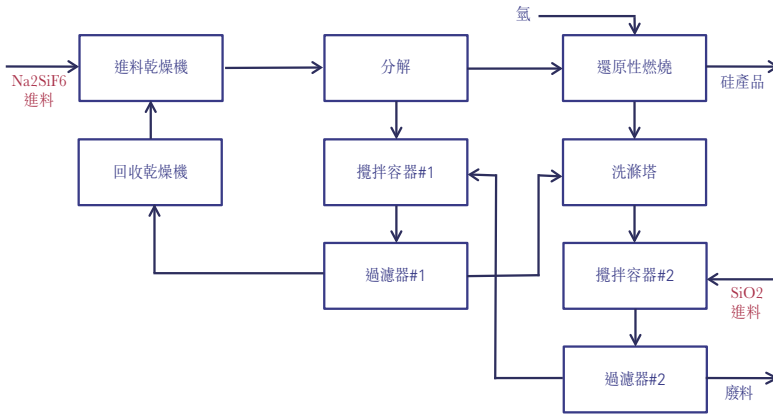 氫
進料乾燥機
分解
還原性燃燒
Na2SiF6
進料
硅產品
回收乾燥機
攪拌容器#1
洗滌塔
過濾器#1
攪拌容器#2
SiO2
進料
過濾器#2
廢料